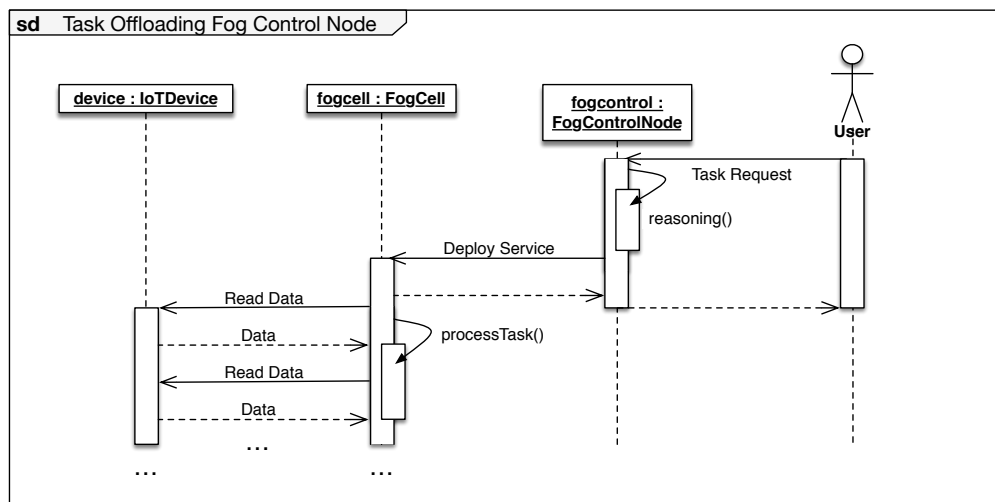 sd Task Offloading Fog Control Node
device : IoTDevice
fogcell : FogCell
fogcontrol :
FogControlNode
User
Task Request
reasoning()
Deploy Service
Read Data
processTask()
Data
Read Data
Data
...
... ...